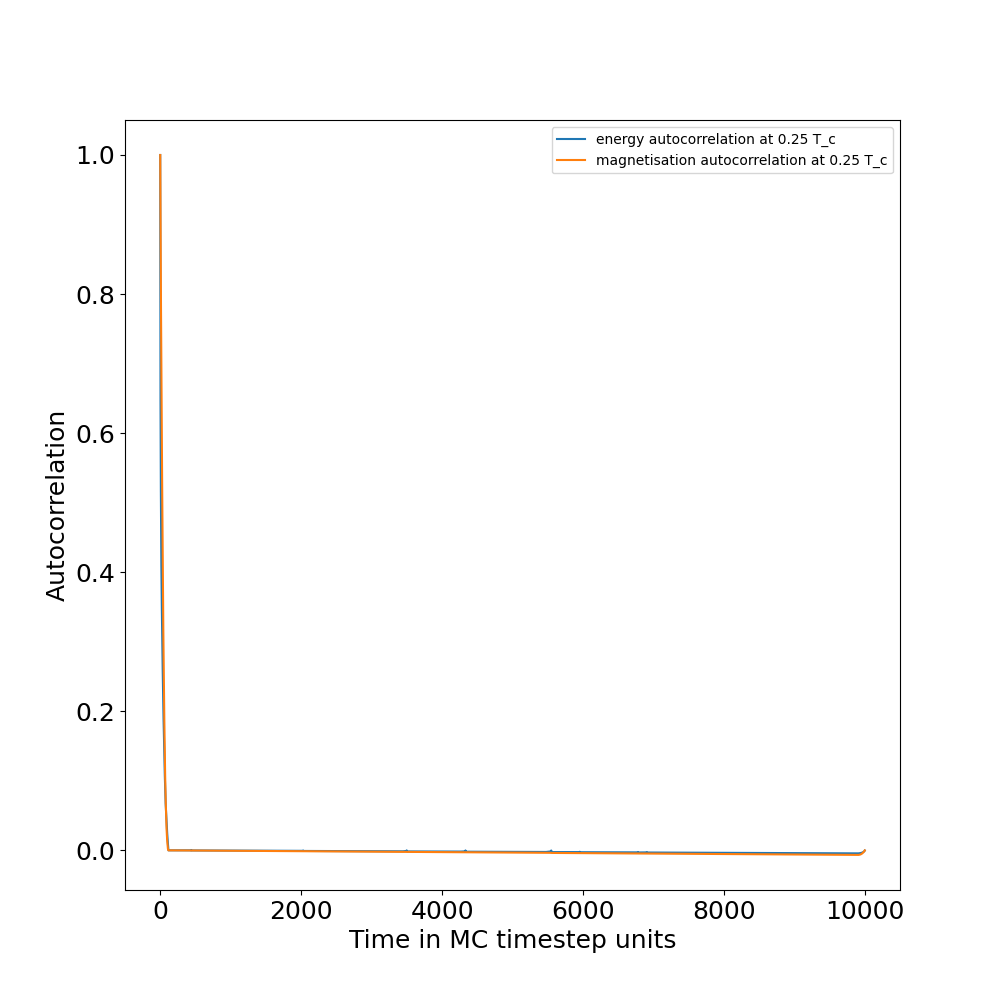 energy autocorrelation at 0.25 T_c
magnetisation autocorrelation at 0.25 T_c
1.0
0.8
0.6
0.4
0.2
0.0
Autocorrelation
0 2000 4000 6000 8000 10000
Time in MC timestep units